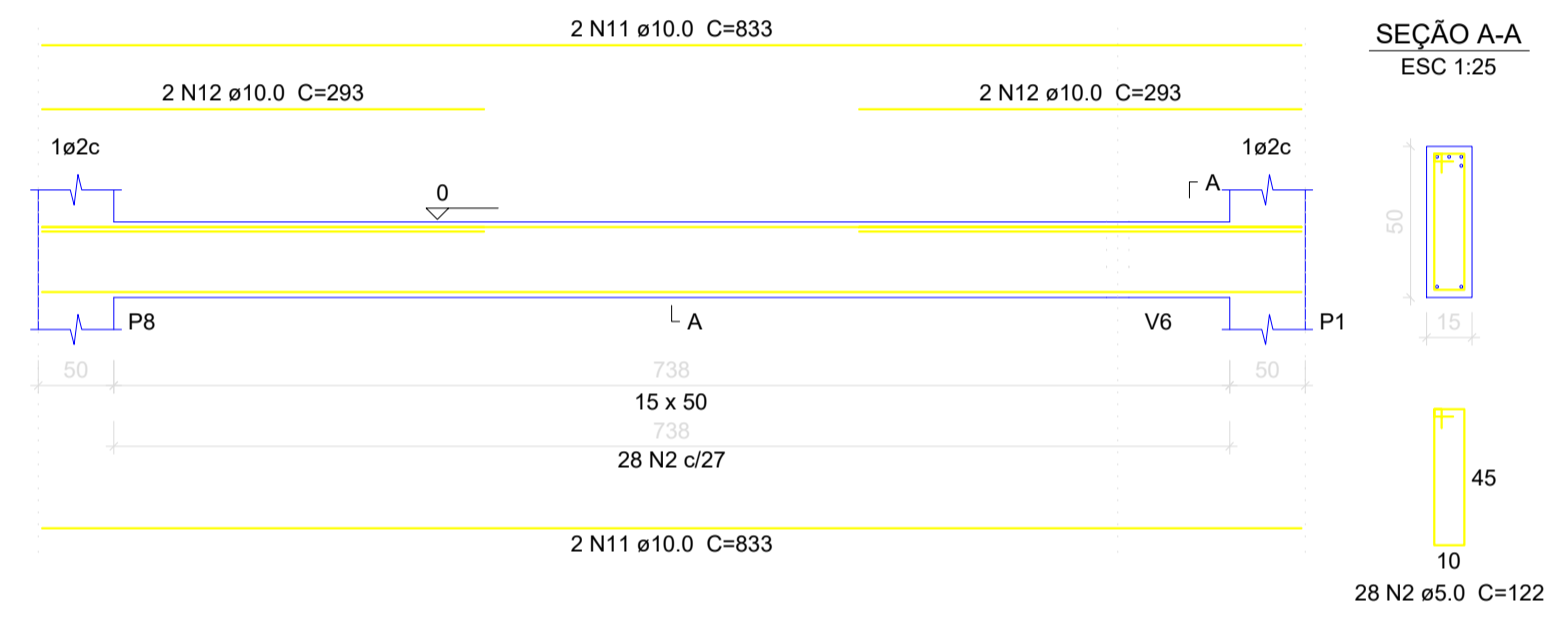 2 N11 ø10.0 C=833
SEÇÃO A-A
ESC 1:25
2 N12 ø10.0 C=293
2 N12 ø10.0 C=293
1ø2c
1ø2c
0
A
50
A
P8
V6
P1
15
50
738
50
15 x 50
738
28 N2 c/27
45
2 N11 ø10.0 C=833
10
28 N2 ø5.0 C=122